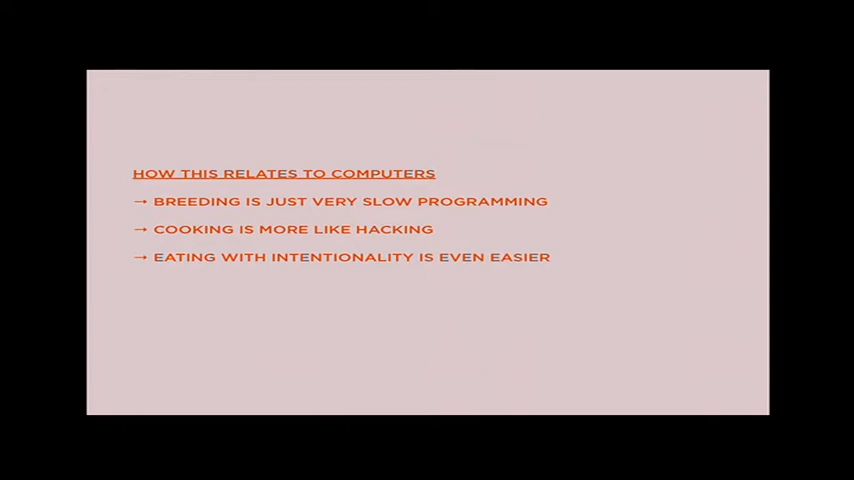 HOW THIS RELATES TO COMPUTERS
→ BREEDING IS JUST VERY SLOW PROGRAMMING
→ COOKING IS MORE LIKE HACKING
→ EATING WITH INTENTIONALITY IS EVEN EASIER